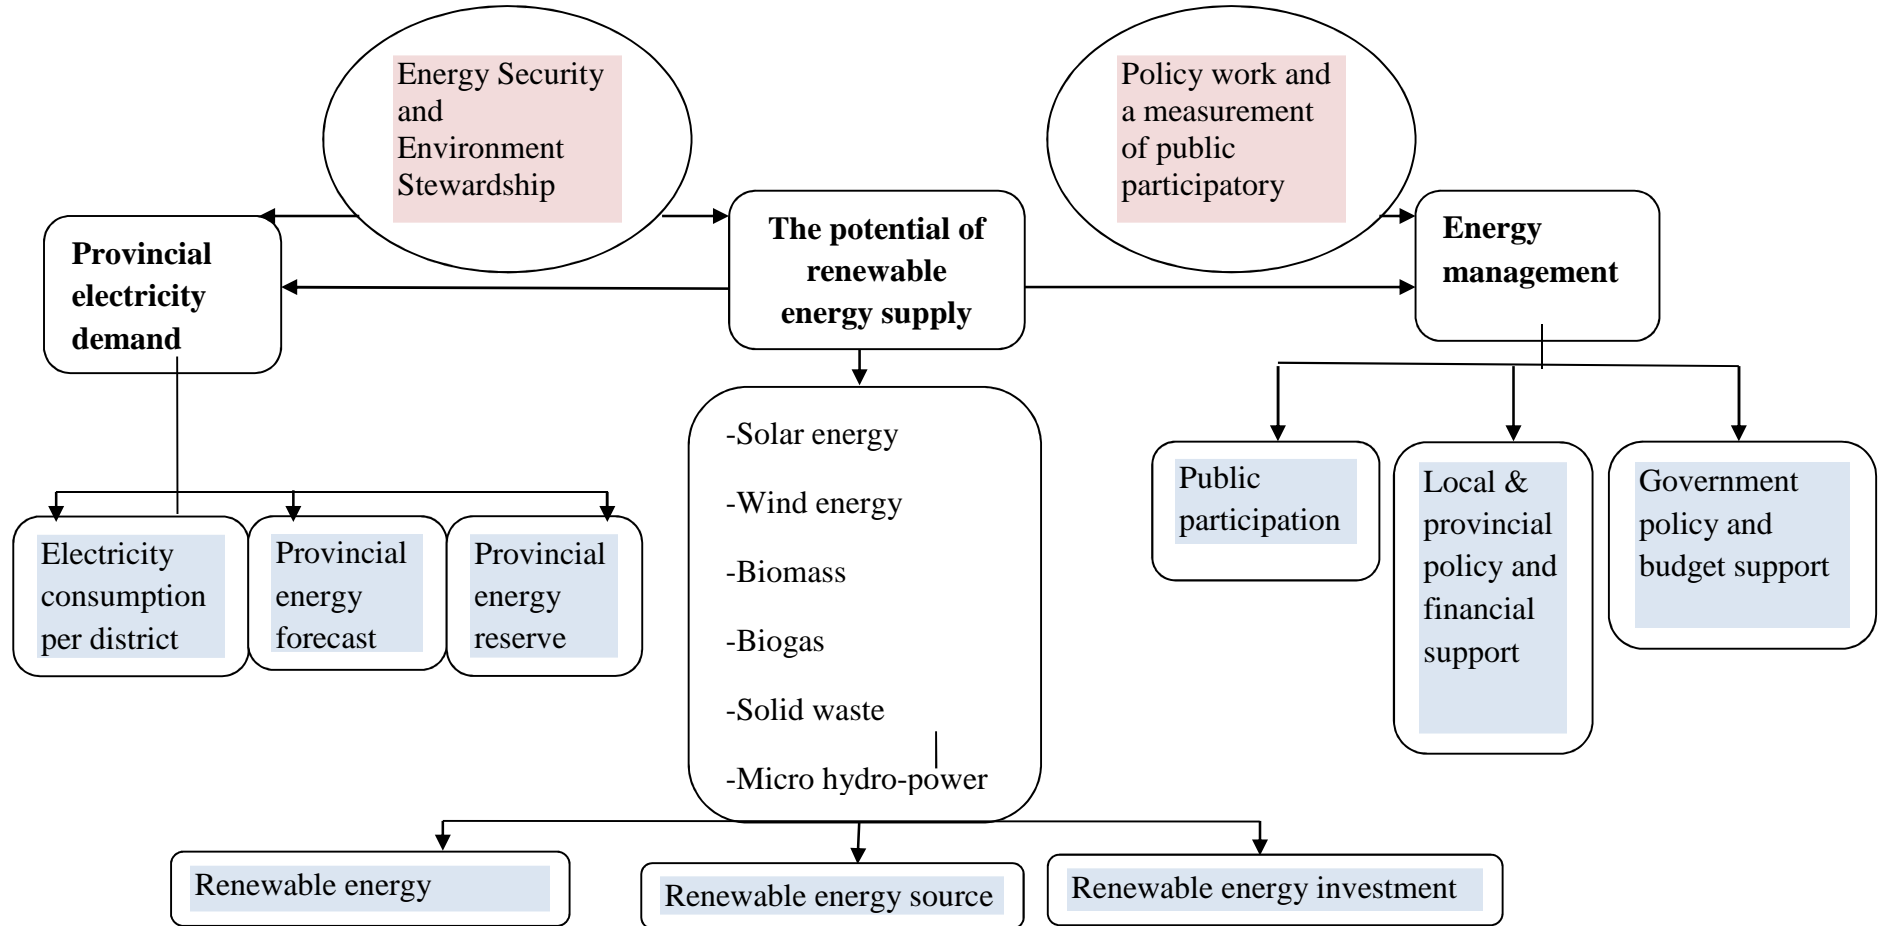 Energy Security
and
Environment
Stewardship
Policy work and
a measurement
of public
participatory
Provincial
electricity
demand
The potential of
renewable
energy supply
Energy
management
-Solar energy
-Wind energy
-Biomass
-Biogas
-Solid waste
-Micro hydro-power
Electricity
consumption
per district
Provincial
energy
forecast
Provincial
energy
reserve
Public
participation
Local &
provincial
policy and
financial
support
Government
policy and
budget support
Renewable energy
Renewable energy source
Renewable energy investment